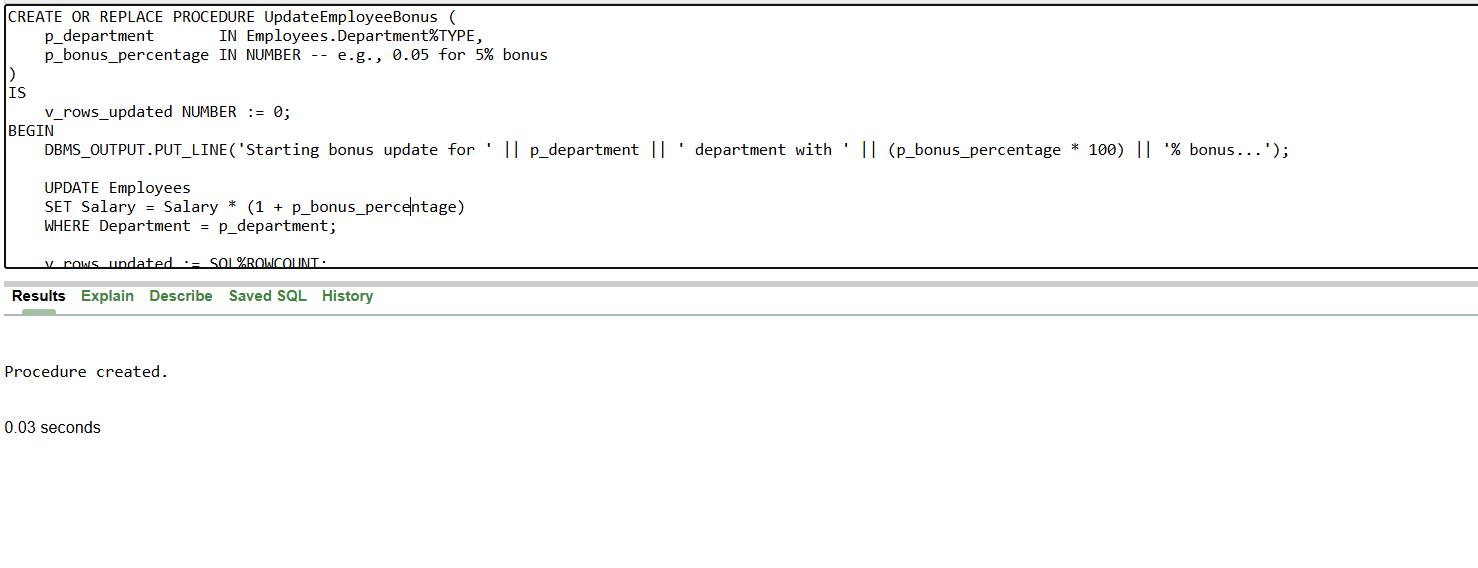 CREATE OR REPLACE PROCEDURE UpdateEmployeeBonus (
    p_department       IN Employees.Department%TYPE,
    p_bonus_percentage IN NUMBER -- e.g., 0.05 for 5% bonus
)
IS
    v_rows_updated NUMBER := 0;
BEGIN
    DBMS_OUTPUT.PUT_LINE('Starting bonus update for ' || p_department || ' department with ' || (p_bonus_percentage * 100) || '% bonus...');
    UPDATE Employees
    SET Salary = Salary * (1 + p_bonus_percentage)
    WHERE Department = p_department;
    v_rows_updated := SQL%ROWCOUNT;
Results Explain Describe Saved SQL History
Procedure created.
0.03 seconds